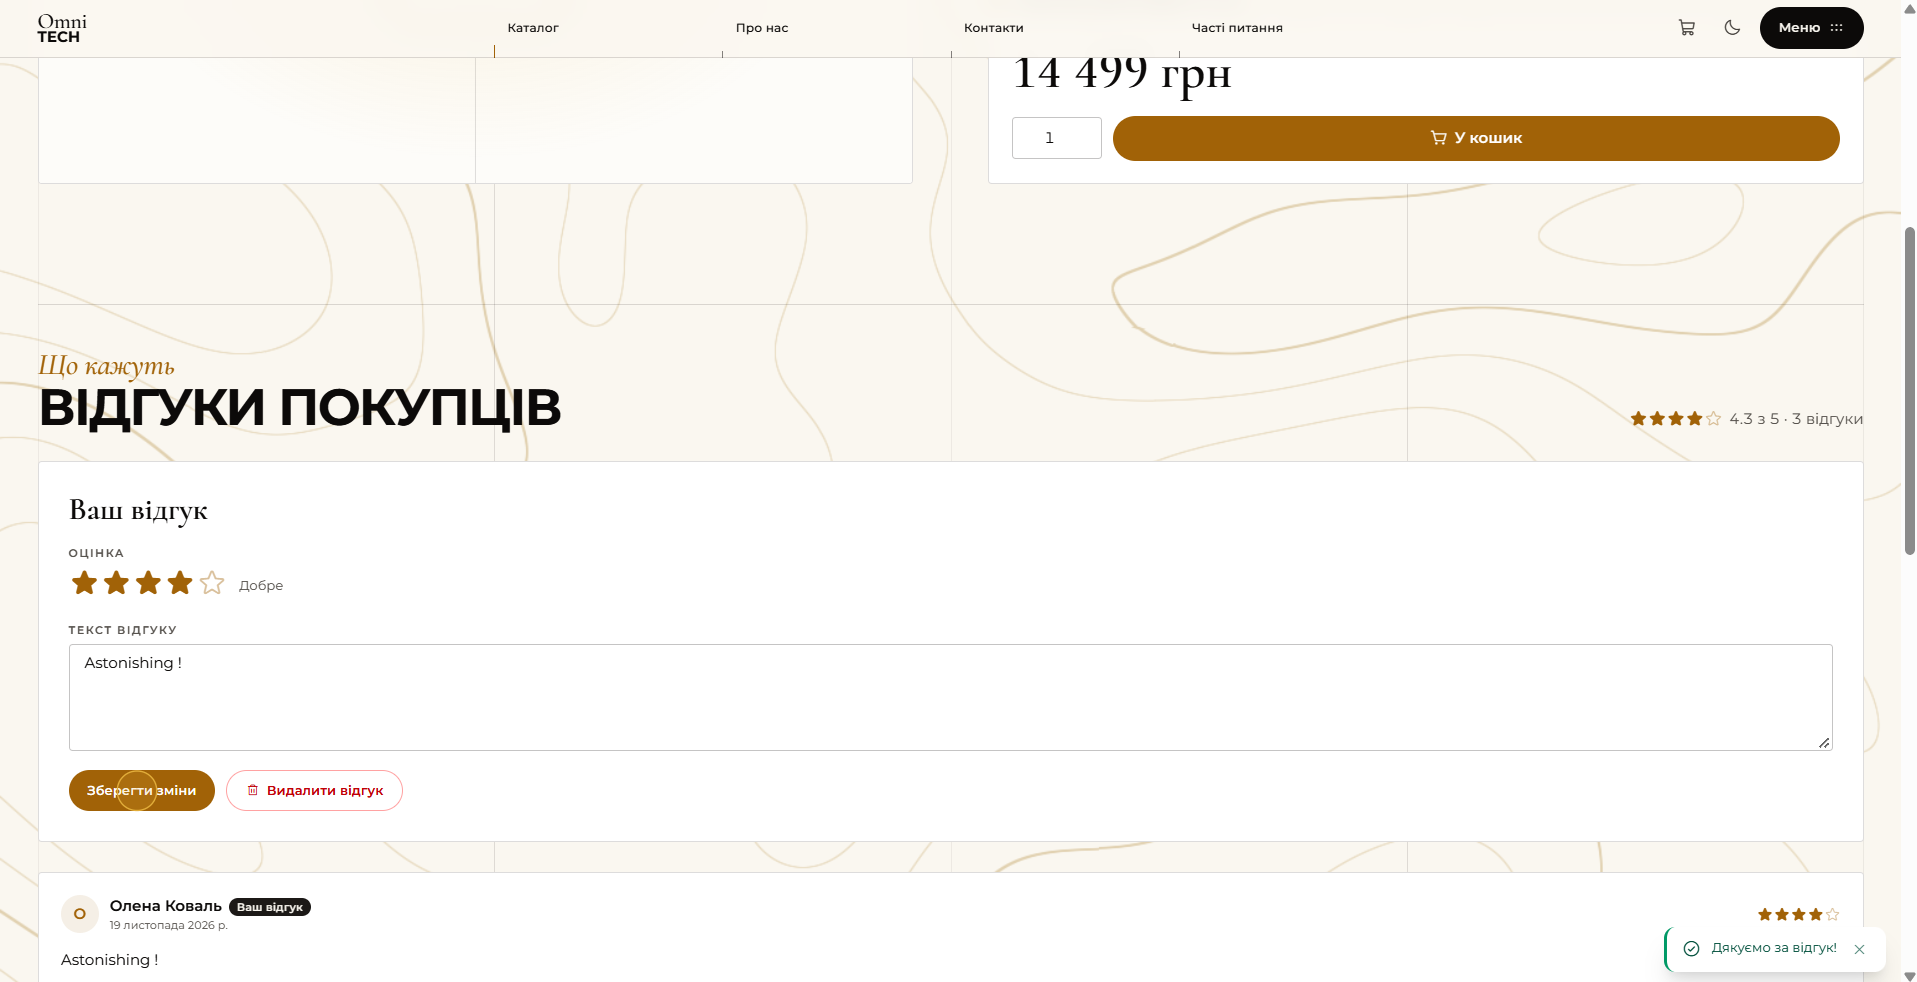 Omni
TECH
Каталог
Про нас
Контакти
Часті питання
Меню
14 499 грн
1
У кошик
Що кажуть
ВІДГУКИ ПОКУПЦІВ
4.3 з 5 · 3 відгуки
Ваш відгук
ОЦІНКА
Добре
ТЕКСТ ВІДГУКУ
Astonishing !
Зберегти зміни
Видалити відгук
О
Олена Коваль
Ваш відгук
19 листопада 2026 р.
Astonishing !
Дякуємо за відгук!